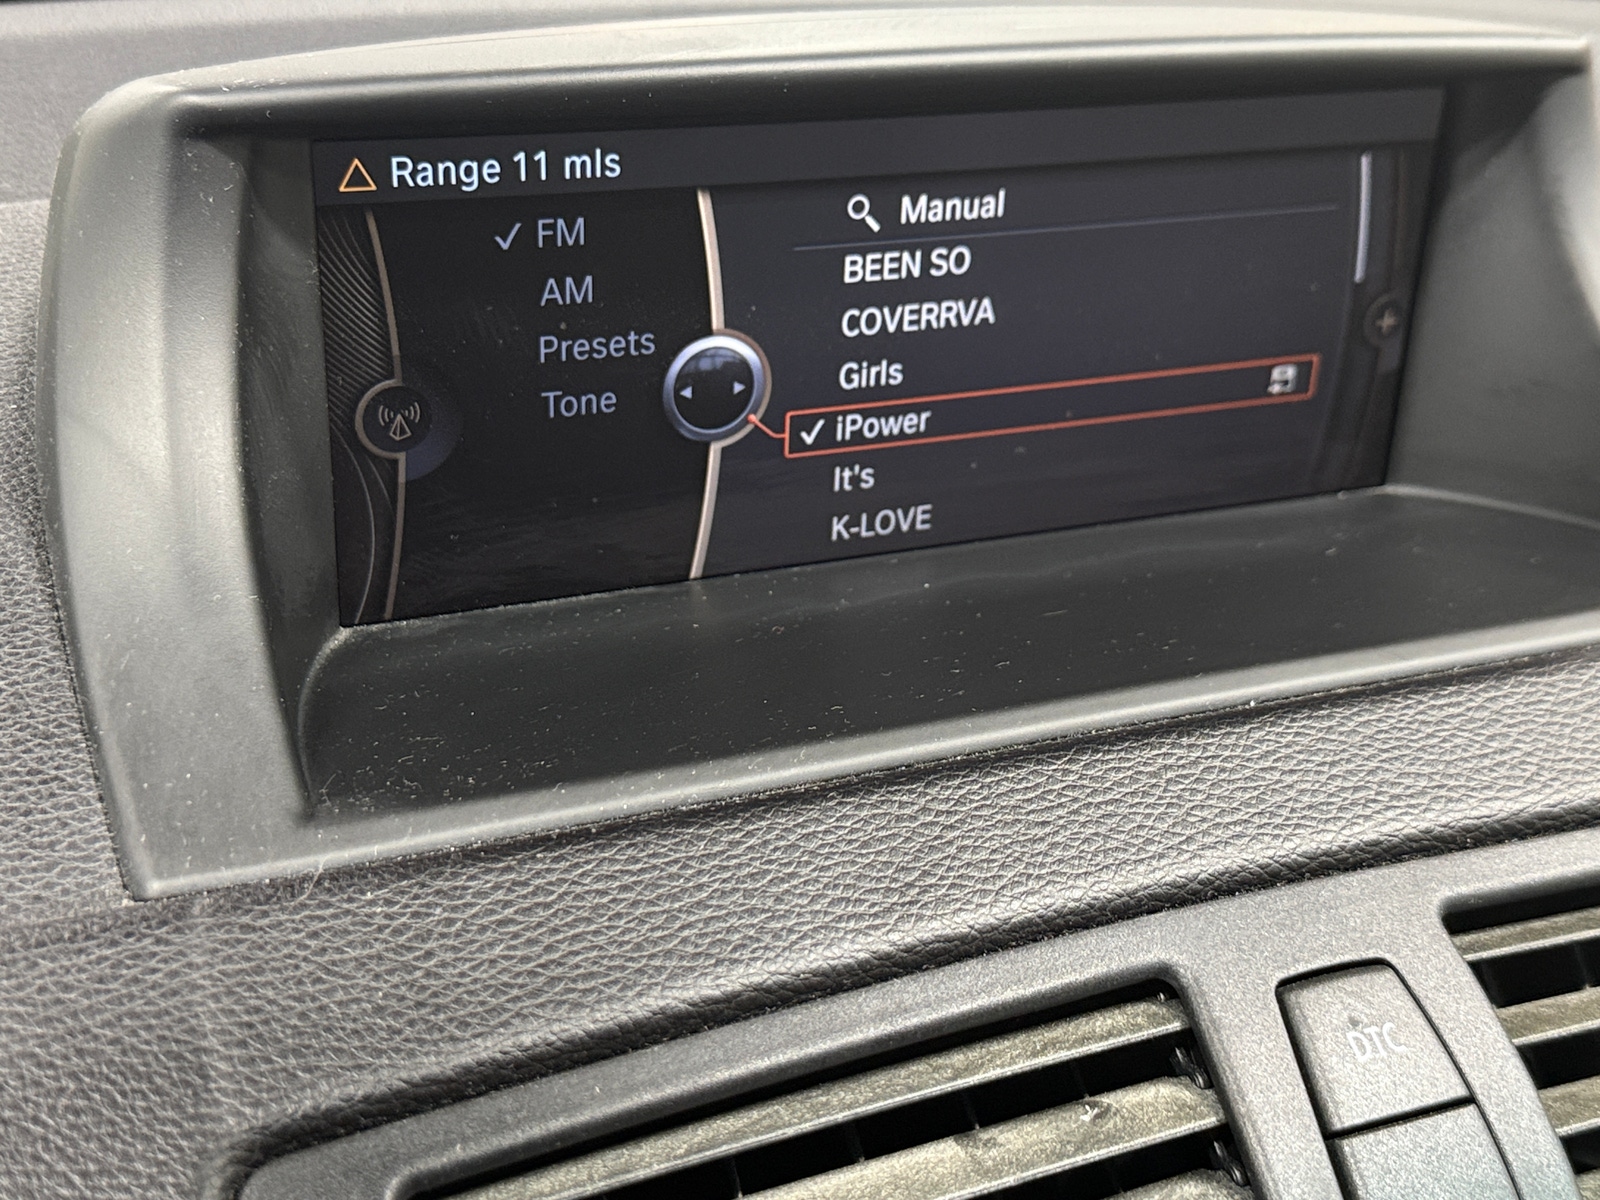 Range 11 mls
FM
AM
Presets
Tone
Manual
BEEN SO
COVERRVA
Girls
iPower
It's
K-LOVE
DTC